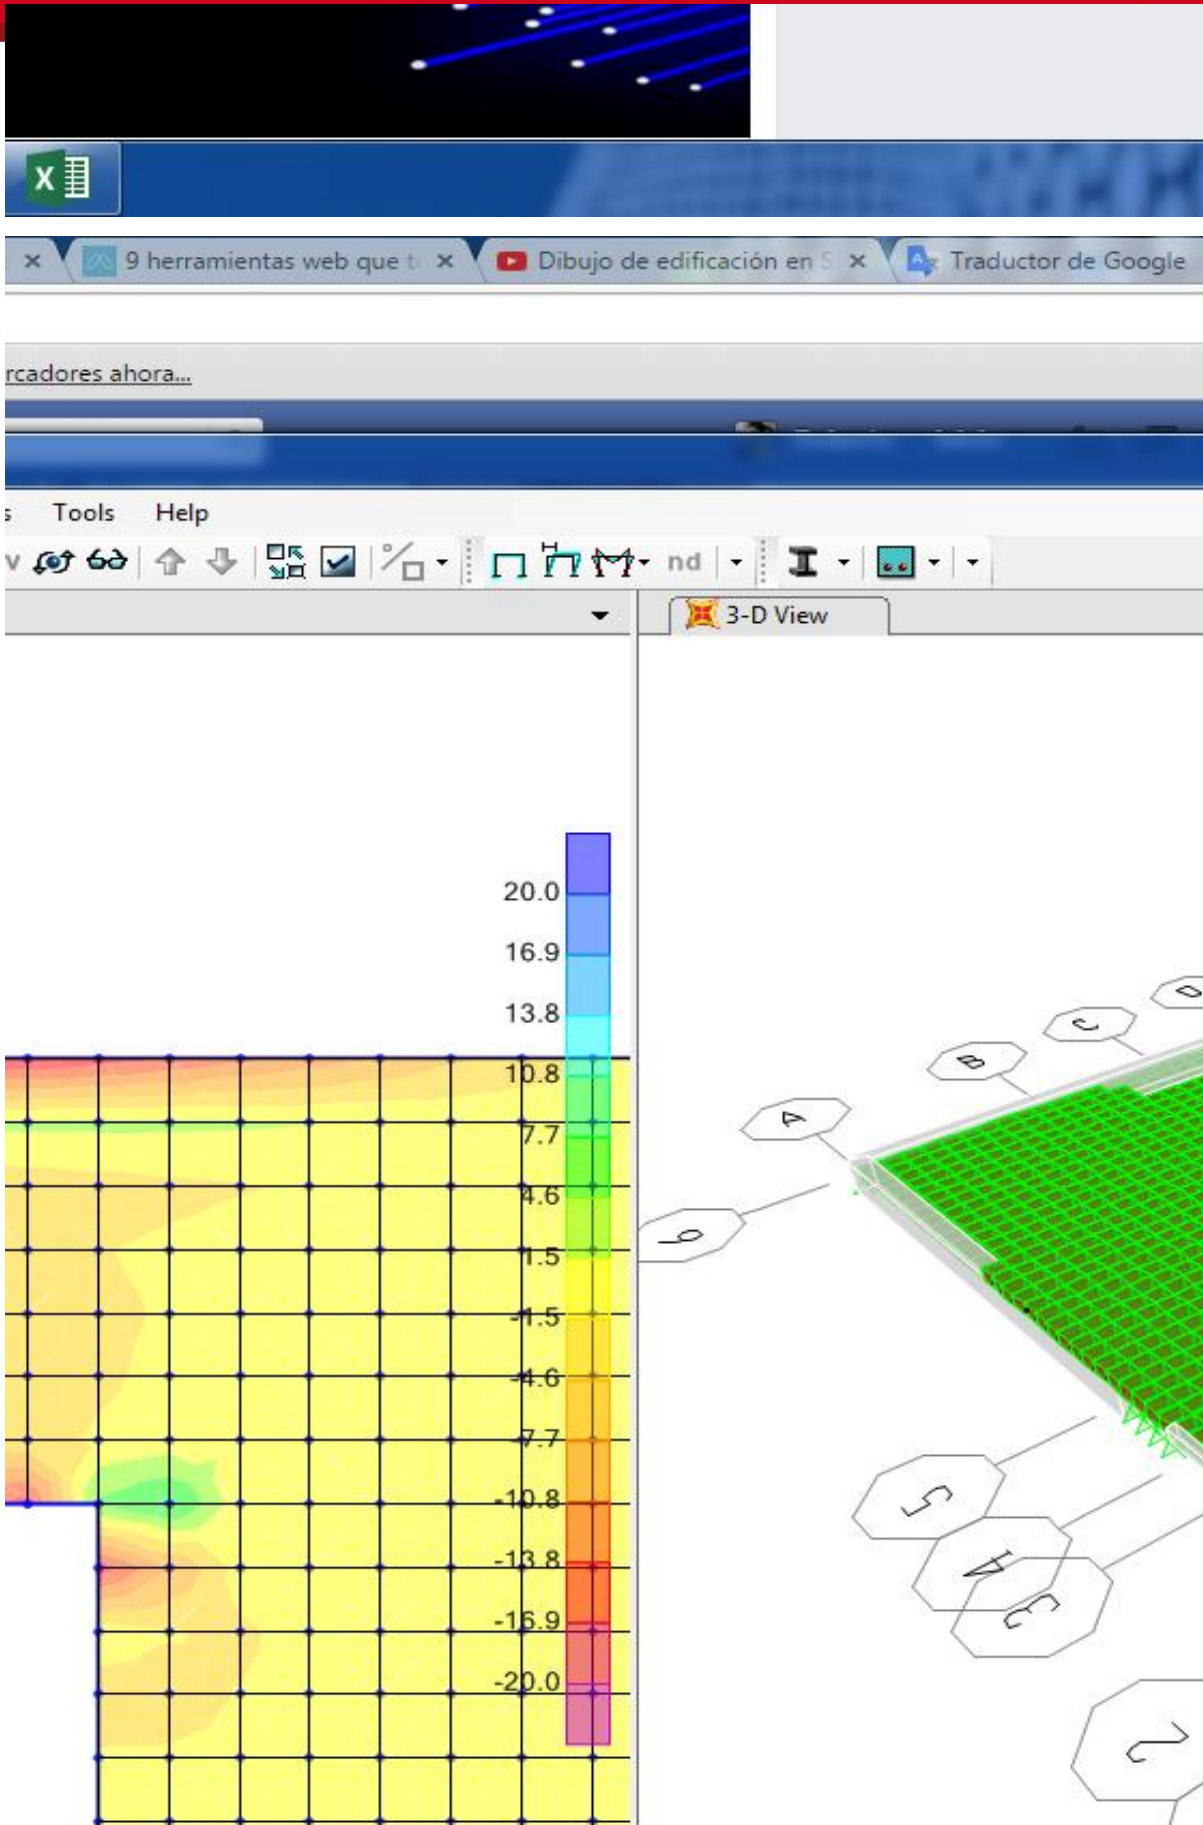 X
9 herramientas web que t
Dibujo de edificación en S
Traductor de Google
rcadores ahora...
s Tools Help
nd
3-D View
20.0
16.9
13.8
10.8
7.7
4.6
1.5
-1.5
-4.6
-7.7
-10.8
-13.8
-16.9
-20.0
D
C
B
A
6
5
4
3
2